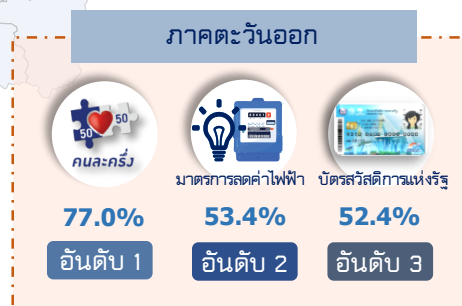 ภาคตะวันออก
50
50
คนละครึ่ง
มาตรการลดค่าไฟฟ้า
บัตรสวัสดิการแห่งรัฐ
77.0%
53.4%
52.4%
อันดับ 1
อันดับ 2
อันดับ 3